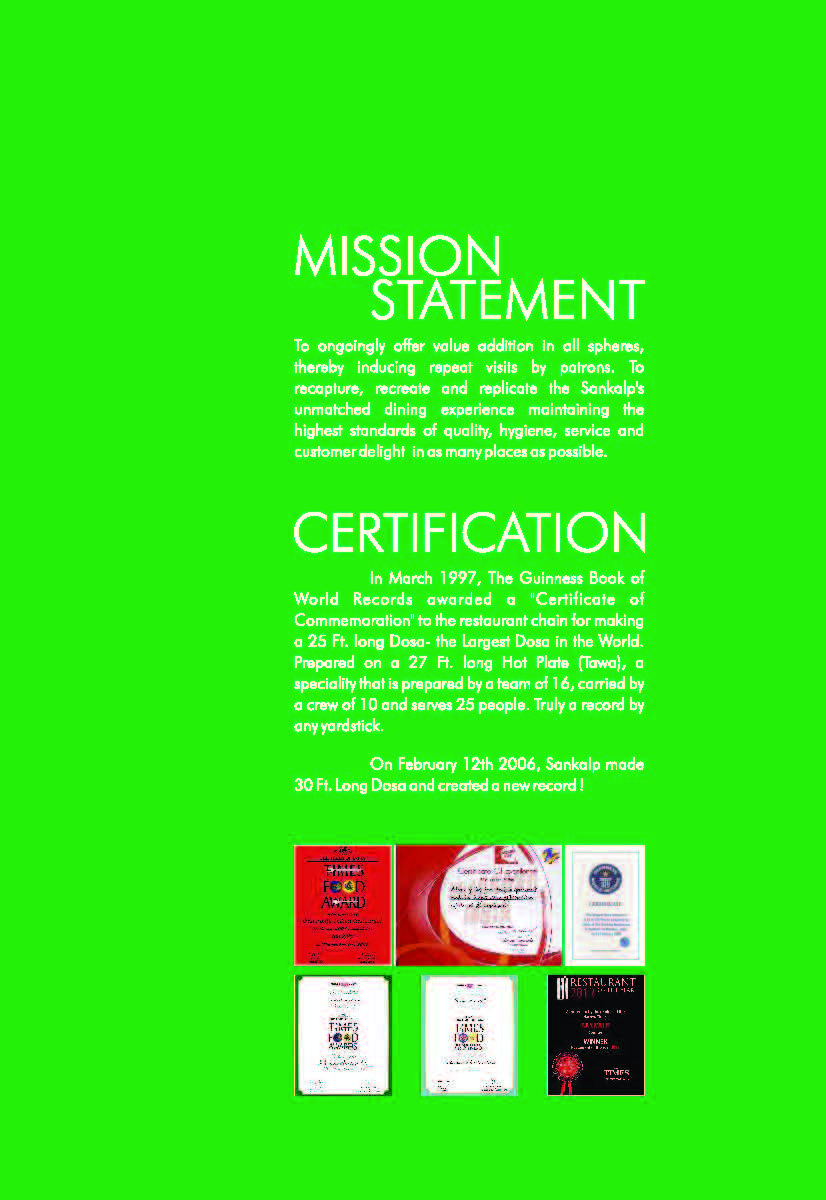 MISSION
STATEMENT
To ongoingly offer value addition in all spheres,
thereby inducing repeat visits by patrons. To
recapture, recreate and replicate the Sankalp's
unmatched dining experience maintaining the
highest standards of quality, hygiene, service and
customer delight in as many places as possible.
CERTIFICATION
In March 1997, The Guinness Book of
World Records awarded a "Certificate of
Commemoration" to the restaurant chain for making
a 25 Ft. long Dosa- the Largest Dosa in the World.
Prepared on a 27 Ft. long Hot Plate (Tawa), a
speciality that is prepared by a team of 16, carried by
a crew of 10 and serves 25 people. Truly a record by
any yardstick.
On February 12th 2006, Sankalp made
30 Ft. Long Dosa and created a new record !
TIMES
FOOD
AWARD
Certificate Of Excellence
CERTIFICATE
TIMES
FOOD
AWARDS
TIMES
FOOD
RESTAURANT
WINNER
TIMES